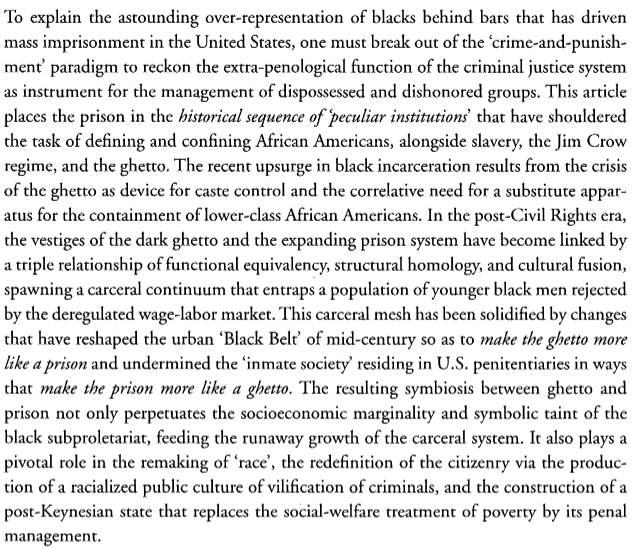 To explain the astounding over-representation of blacks behind bars that has driven
mass imprisonment in the United States, one must break out of the ‘crime-and-punish-
ment’ paradigm to reckon the extra-penological function of the criminal justice system
as instrument for the management of dispossessed and dishonored groups. This article
places the prison in the historical sequence of ‘peculiar institutions’ that have shouldered
the task of defining and confining African Americans, alongside slavery, the Jim Crow
regime, and the ghetto. The recent upsurge in black incarceration results from the crisis
of the ghetto as device for caste control and the correlative need for a substitute appar-
atus for the containment of lower-class African Americans. In the post-Civil Rights era,
the vestiges of the dark ghetto and the expanding prison system have become linked by
a triple relationship of functional equivalency, structural homology, and cultural fusion,
spawning a carceral continuum that entraps a population of younger black men rejected
by the deregulated wage-labor market. This carceral mesh has been solidified by changes
that have reshaped the urban ‘Black Belt’ of mid-century so as to make the ghetto more
like a prison and undermined the ‘inmate society’ residing in U.S. penitentiaries in ways
that make the prison more like a ghetto. The resulting symbiosis between ghetto and
prison not only perpetuates the socioeconomic marginality and symbolic taint of the
black subproletariat, feeding the runaway growth of the carceral system. It also plays a
pivotal role in the remaking of ‘race’, the redefinition of the citizenry via the produc-
tion of a racialized public culture of vilification of criminals, and the construction of a
post-Keynesian state that replaces the social-welfare treatment of poverty by its penal
management.